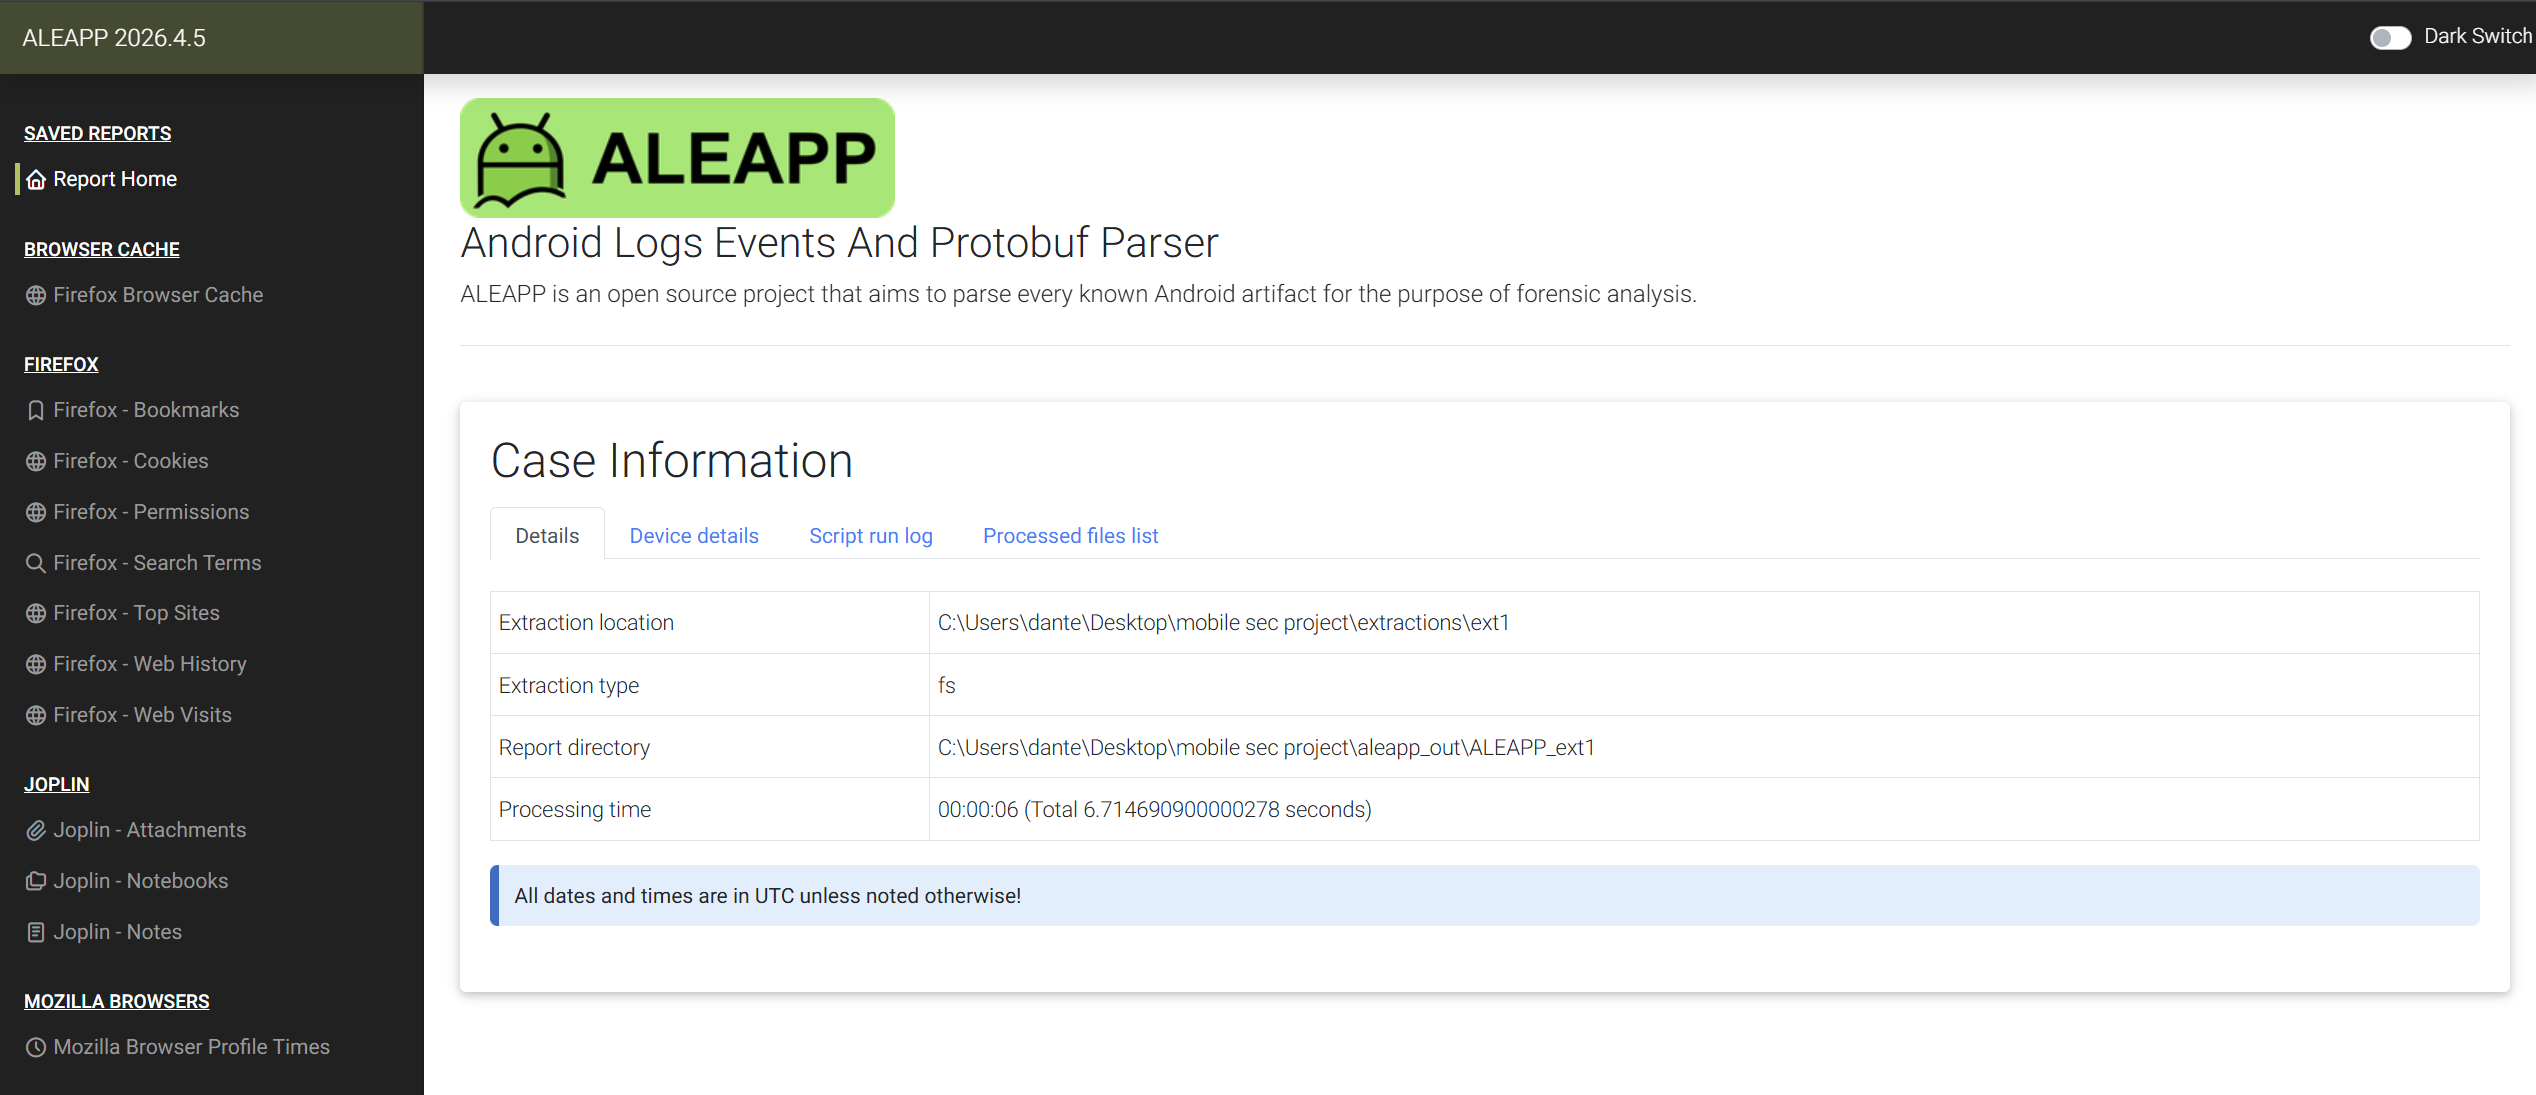 ALEAPP 2026.4.5
Dark Switch
SAVED REPORTS
Report Home
BROWSER CACHE
Firefox Browser Cache
FIREFOX
Firefox - Bookmarks
Firefox - Cookies
Firefox - Permissions
Firefox - Search Terms
Firefox - Top Sites
Firefox - Web History
Firefox - Web Visits
JOPLIN
Joplin - Attachments
Joplin - Notebooks
Joplin - Notes
MOZILLA BROWSERS
Mozilla Browser Profile Times
ALEAPP
Android Logs Events And Protobuf Parser
ALEAPP is an open source project that aims to parse every known Android artifact for the purpose of forensic analysis.
Case Information
Details Device details Script run log Processed files list
Extraction location C:\Users\dante\Desktop\mobile sec project\extractions\ext1
Extraction type fs
Report directory C:\Users\dante\Desktop\mobile sec project\aleapp_out\ALEAPP_ext1
Processing time 00:00:06 (Total 6.714690900000278 seconds)
All dates and times are in UTC unless noted otherwise!